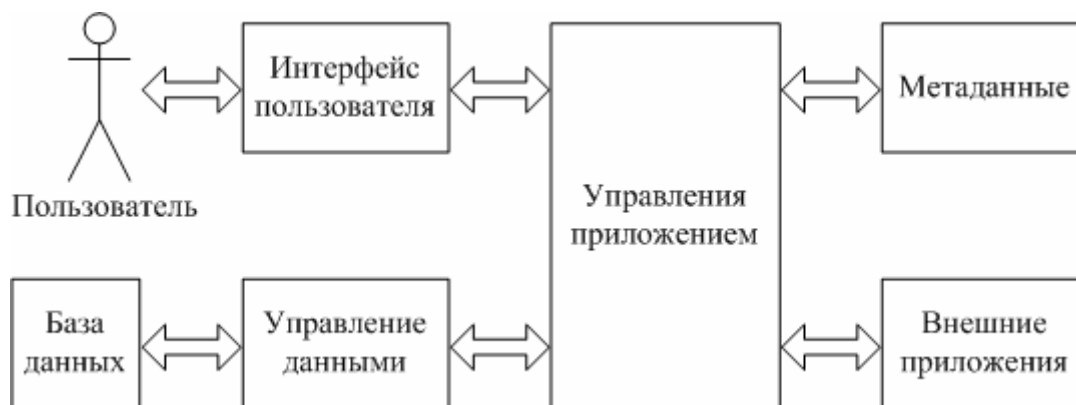 Интерфейс
пользователя
Метаданные
Пользователь
Управления
приложением
База
данных
Управление
данными
Внешние
приложения